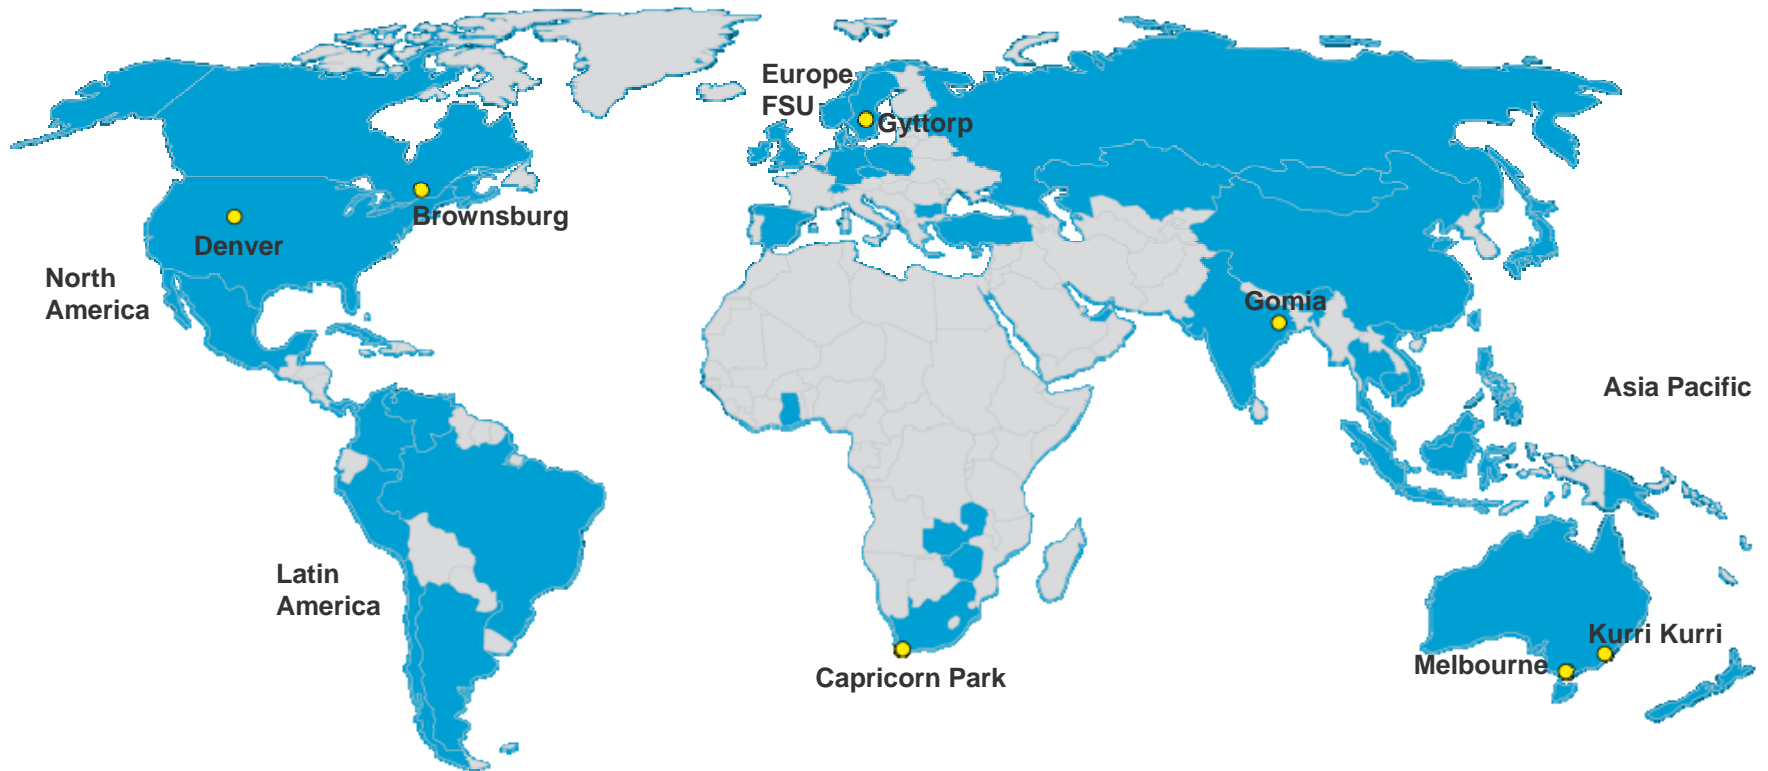 Europe
FSU
Gyttorp
Brownsburg
Denver
North
America
Gomia
Asia Pacific
Latin
America
Kurri Kurri
Melbourne
Capricorn Park